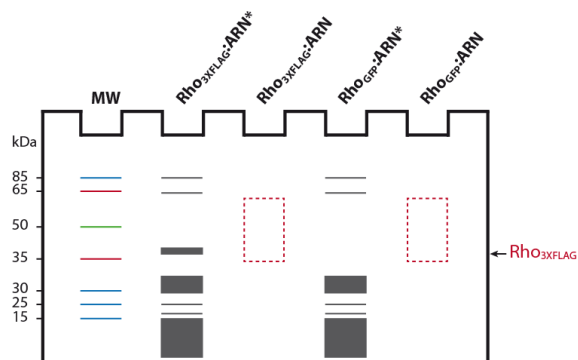 MW
Rho3XFLAG:ARN*
Rho3XFLAG:ARN
RhoGFP:ARN*
RhoGFP:ARN
kDa
85
65
50
35
30
25
15
Rho3XFLAG